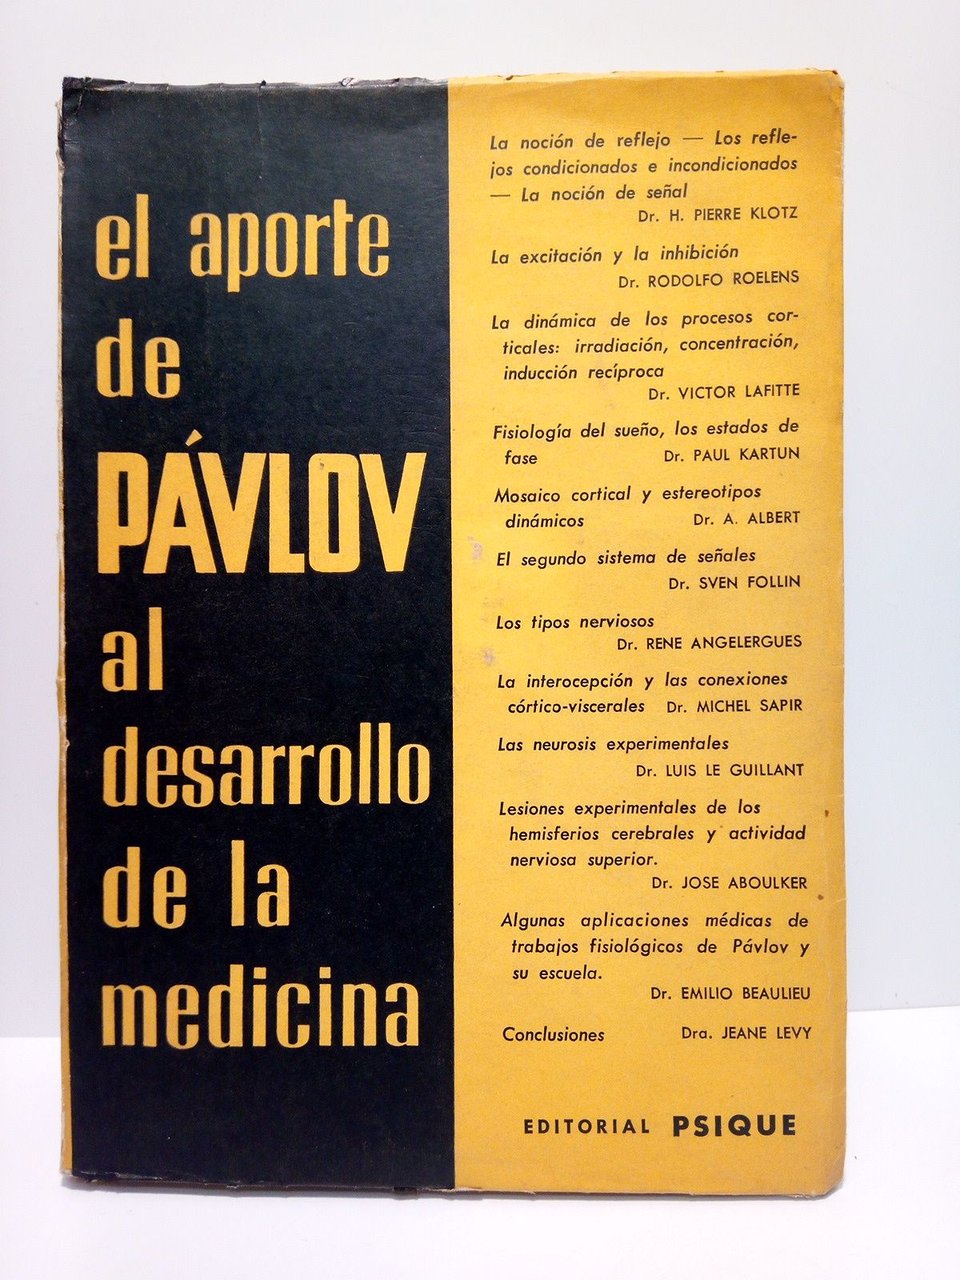 el aporte
de
PÁVLOV
al
desarrollo
de la
medicina
La noción de reflejo — Los refle-
jos condicionados e incondicionados
— La noción de señal
Dr. H. PIERRE KLOTZ
La excitación y la inhibición
Dr. RODOLFO ROELENS
La dinámica de los procesos cor-
ticales: irradiación, concentración,
inducción recíproca
Dr. VICTOR LAFITTE
Fisiología del sueño, los estados de
fase Dr. PAUL KARTUN
Mosaico cortical y estereotipos
dinámicos Dr. A. ALBERT
El segundo sistema de señales
Dr. SVEN FOLLIN
Los tipos nerviosos
Dr. RENE ANGELERGUES
La interocepción y las conexiones
córtico-viscerales Dr. MICHEL SAPIR
Las neurosis experimentales
Dr. LUIS LE GUILLANT
Lesiones experimentales de los
hemisferios cerebrales y actividad
nerviosa superior.
Dr. JOSE ABOULKER
Algunas aplicaciones médicas de
trabajos fisiológicos de Pávlov y
su escuela.
Dr. EMILIO BEAULIEU
Conclusiones Dra. JEANE LEVY
EDITORIAL PSIQUE